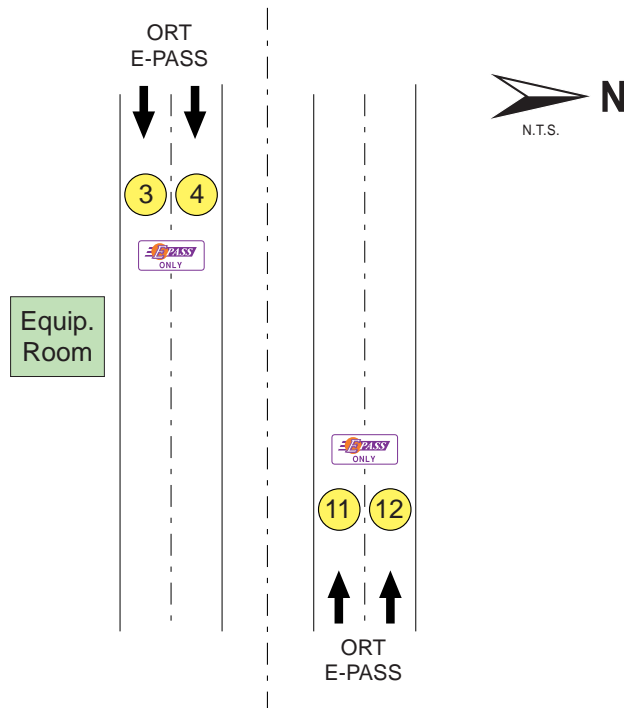 ORT
E-PASS
N
N.T.S.
3 4
E PASS
ONLY
Equip.
Room
E PASS
ONLY
11 12
ORT
E-PASS